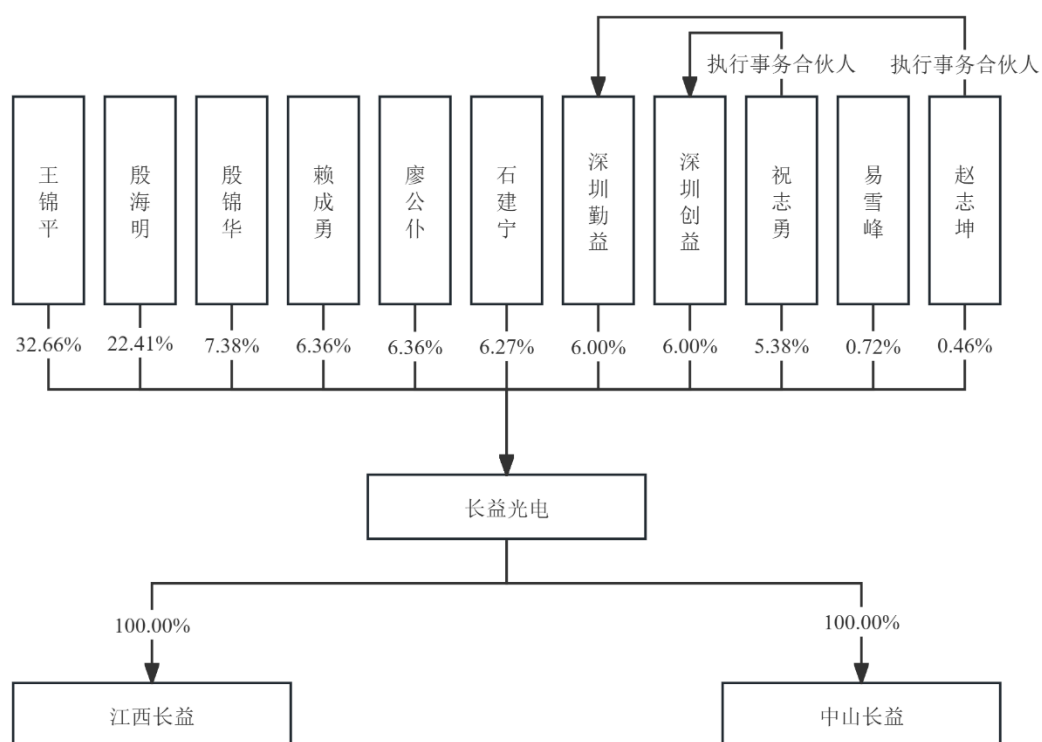 执行事务合伙人 执行事务合伙人
王锦平
殷海明
殷锦华
赖成勇
廖公仆
石建宁
深圳勤益
深圳创益
祝志勇
易雪峰
赵志坤
32.66% 22.41% 7.38% 6.36% 6.36% 6.27% 6.00% 6.00% 5.38% 0.72% 0.46%
长益光电
100.00% 100.00%
江西长益 中山长益